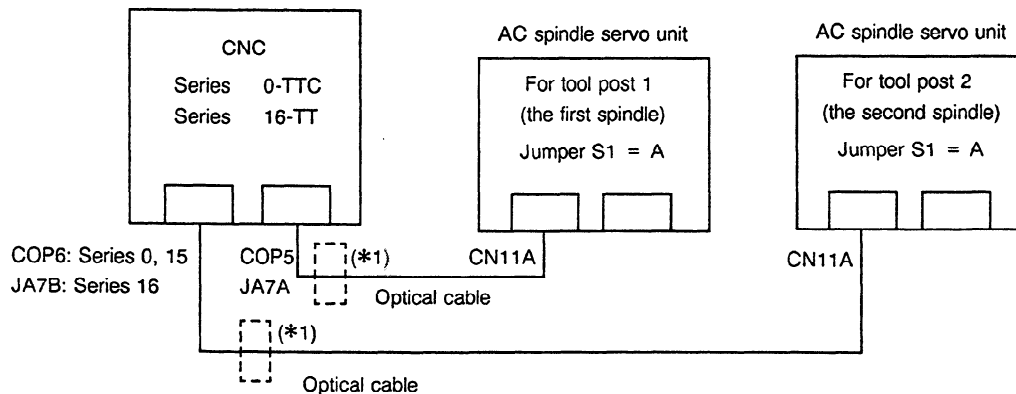 CNC
Series 0-TTC
Series 16-TT
AC spindle servo unit
For tool post 1
(the first spindle)
Jumper S1 = A
AC spindle servo unit
For tool post 2
(the second spindle)
Jumper S1 = A
COP6: Series 0, 15
JA7B: Series 16
COP5
JA7A
(*1)
CN11A
Optical cable
CN11A
(*1)
Optical cable